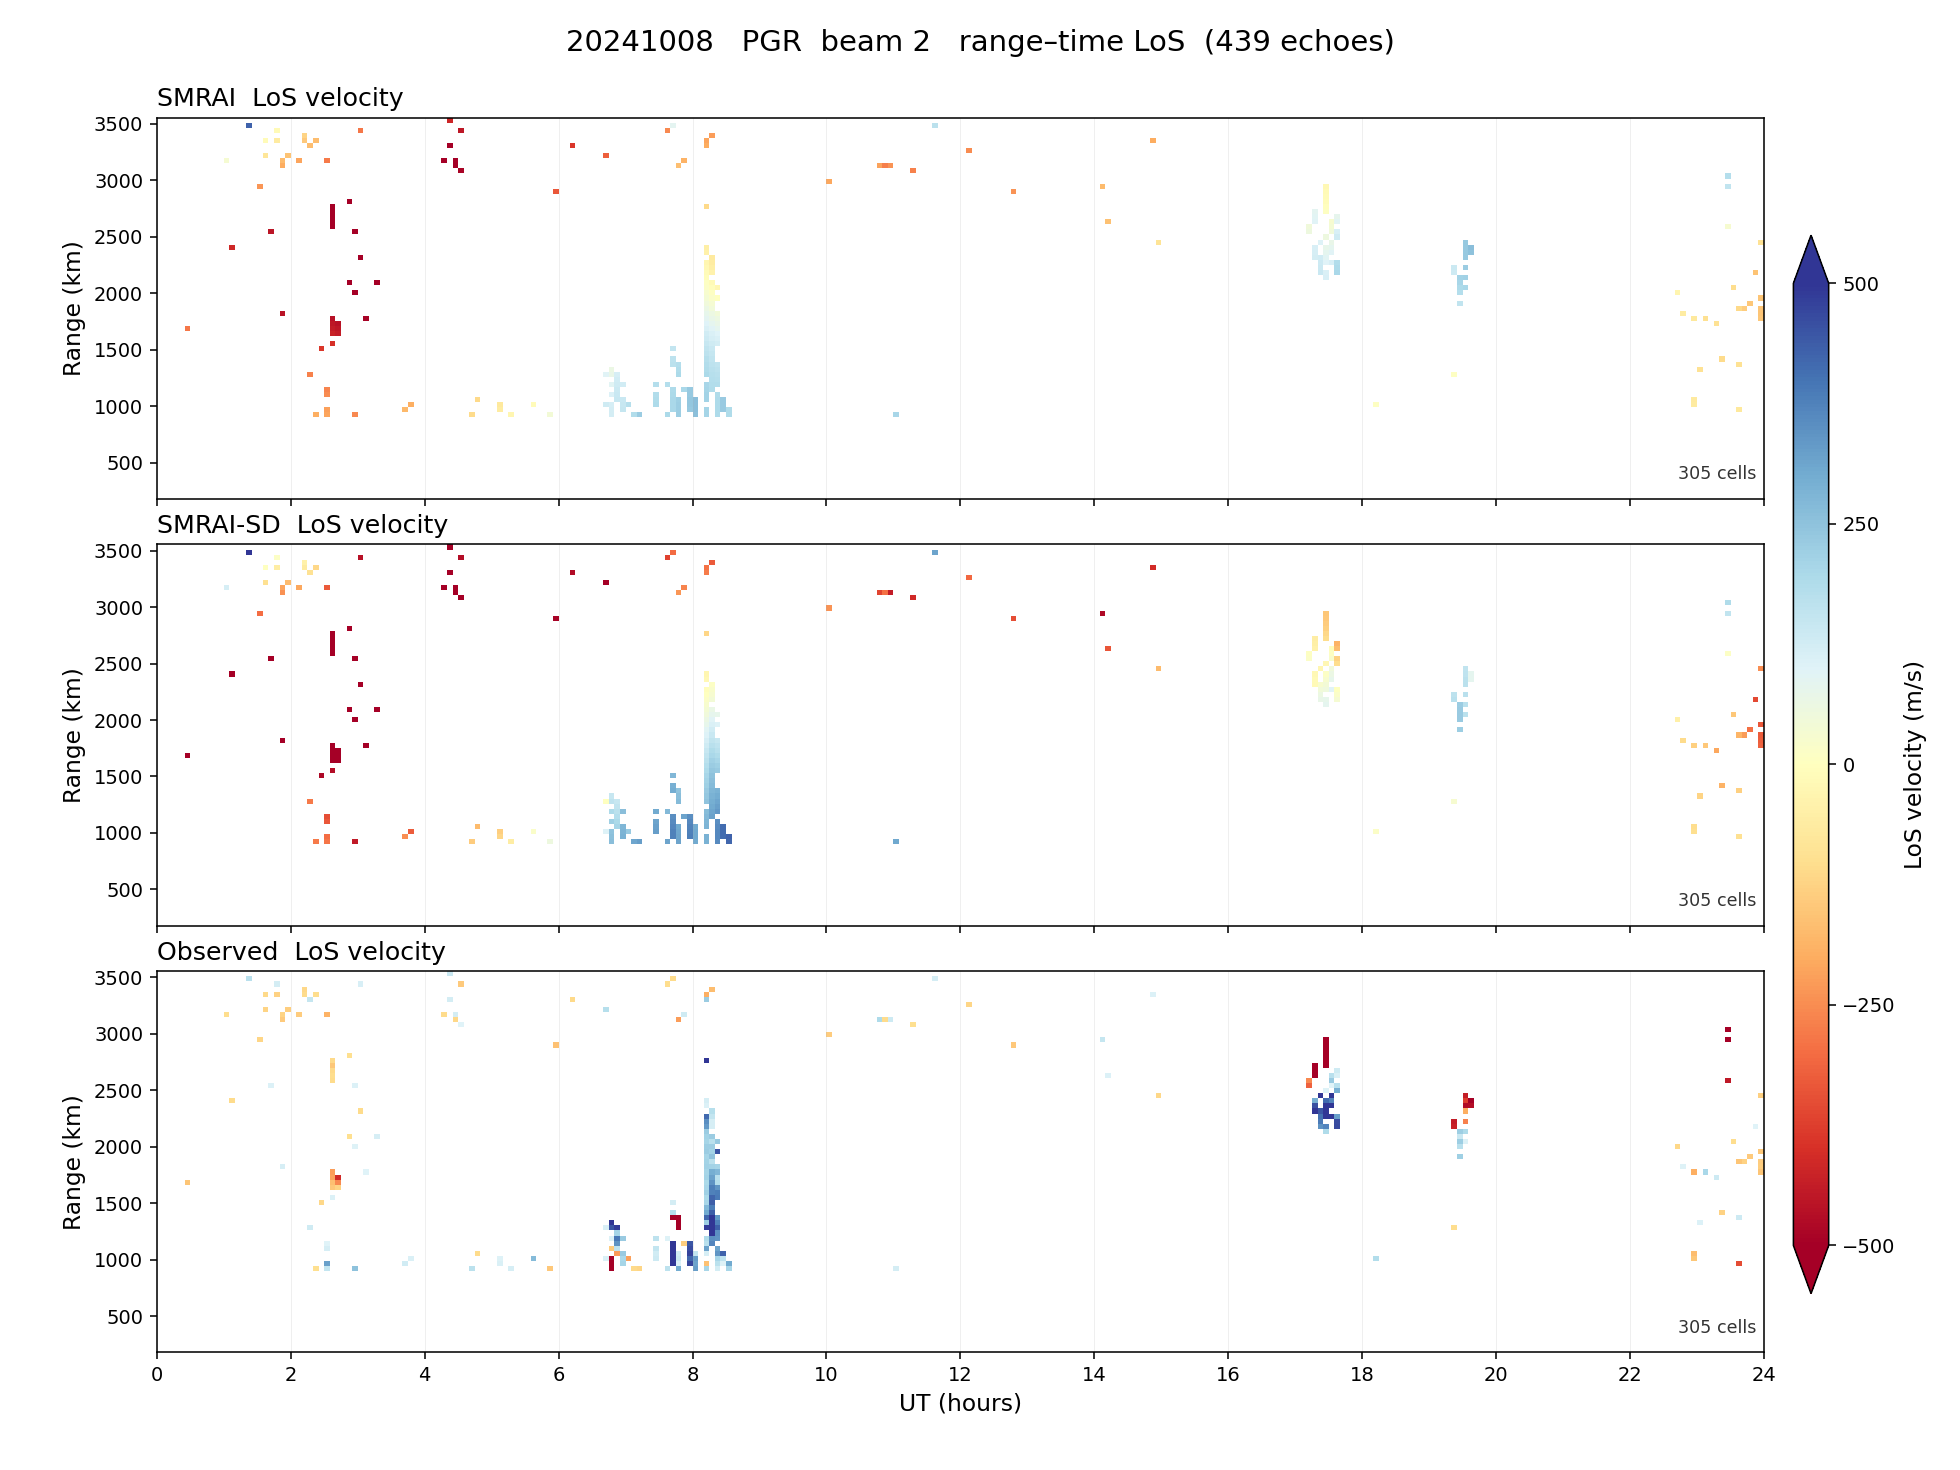 20241008   PGR  beam 2   range–time LoS  (439 echoes)
SMRAI  LoS velocity
3500
3000
2500
2000
1500
1000
500
Range (km)
305 cells
SMRAI-SD  LoS velocity
3500
3000
2500
2000
1500
1000
500
Range (km)
305 cells
Observed  LoS velocity
3500
3000
2500
2000
1500
1000
500
Range (km)
305 cells
0 2 4 6 8 10 12 14 16 18 20 22 24
UT (hours)
500
250
0
−250
−500
LoS velocity (m/s)